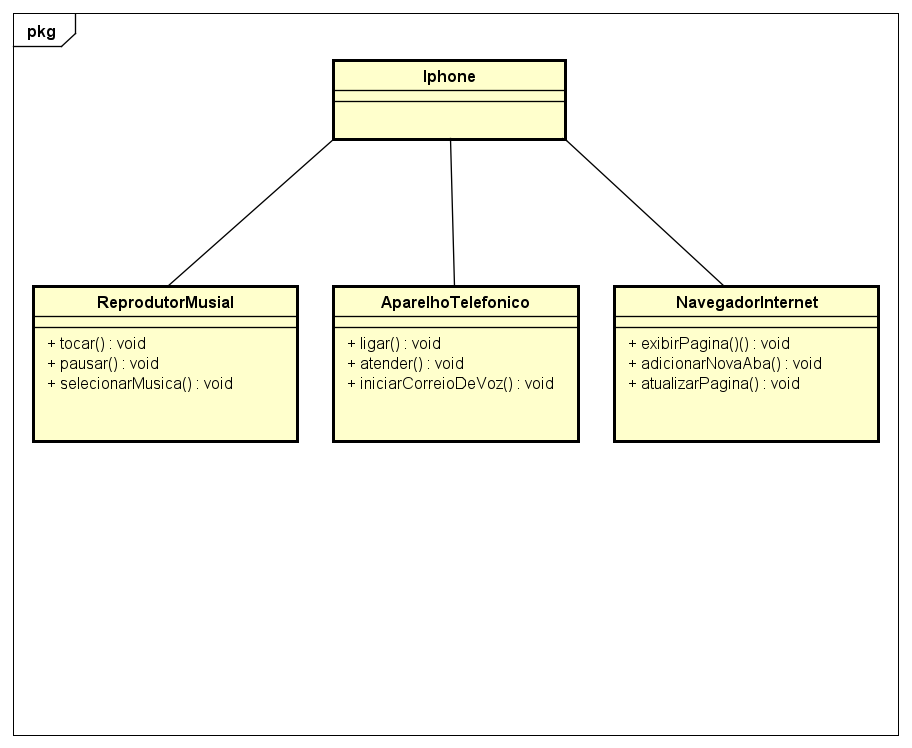 pkg
Iphone
ReprodutorMusial
+ tocar() : void
+ pausar() : void
+ selecionarMusica() : void
AparelhoTelefonico
+ ligar() : void
+ atender() : void
+ iniciarCorreioDeVoz() : void
NavegadorInternet
+ exibirPagina()() : void
+ adicionarNovaAba() : void
+ atualizarPagina() : void